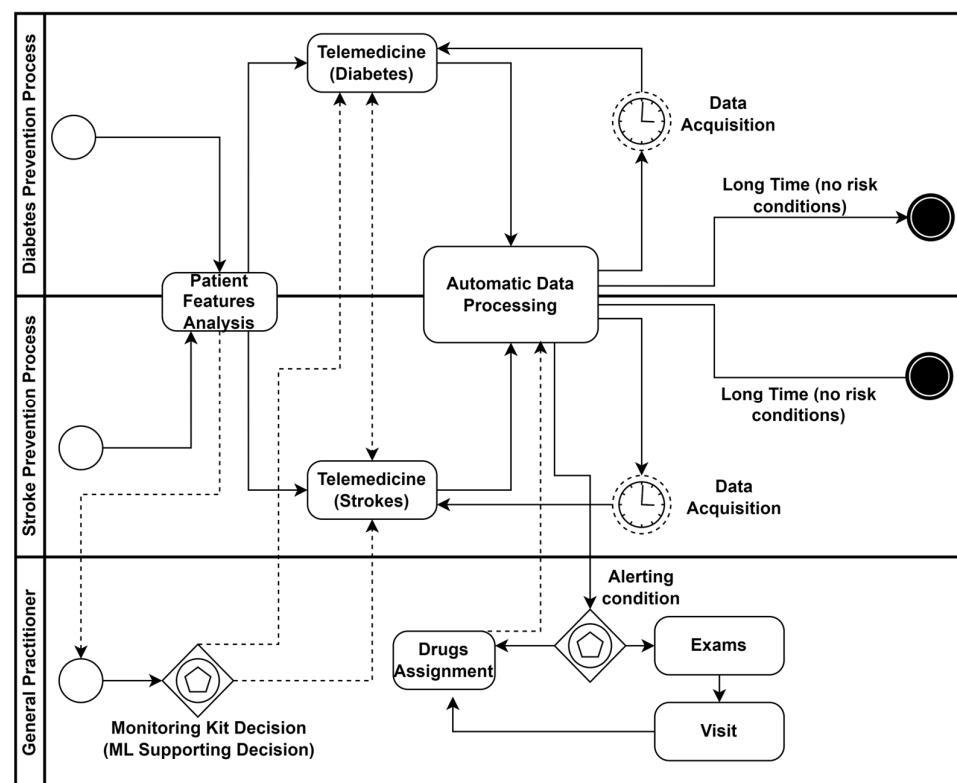 Diabetes Prevention Process
Telemedicine
(Diabetes)
Data
Acquisition
Long Time (no risk
conditions)
Patient
Features
Analysis
Automatic Data
Processing
Stroke Prevention Process
Long Time (no risk
conditions)
Telemedicine
(Strokes)
Data
Acquisition
General Practitioner
Alerting
condition
Drugs
Assignment
Exams
Visit
Monitoring Kit Decision
(ML Supporting Decision)